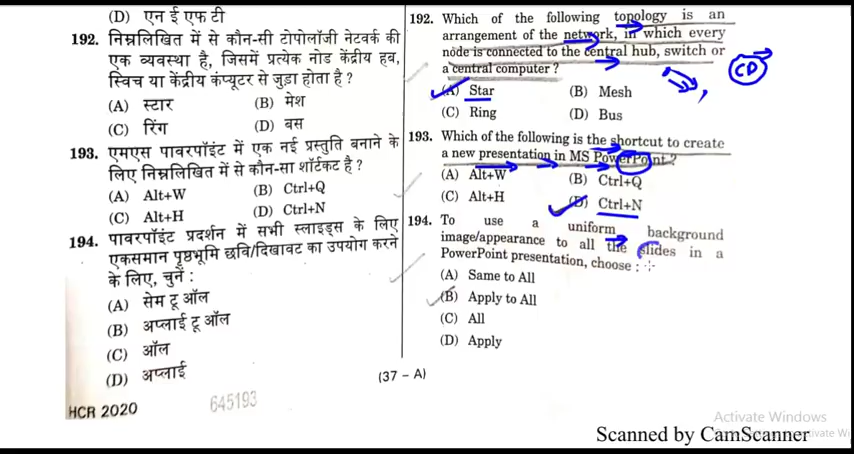 (D) एन ई एफ टी
192. निम्नलिखित में से कौन-सी टोपोलॉजी नेटवर्क की
एक व्यवस्था है, जिसमें प्रत्येक नोड केंद्रीय हब,
स्विच या केंद्रीय कंप्यूटर से जुड़ा होता है ?
(A) स्टार (B) मेश
(C) रिंग (D) बस
193. एमएस पावरपॉइंट में एक नई प्रस्तुति बनाने के
लिए निम्नलिखित में से कौन-सा शॉर्टकट है ?
(A) Alt+W (B) Ctrl+Q
(C) Alt+H (D) Ctrl+N
194. पावरपॉइंट प्रदर्शन में सभी स्लाइड्स के लिए
एकसमान पृष्ठभूमि छवि/दिखावट का उपयोग करने
के लिए, चुनें :
(A) सेम टू ऑल
(B) अप्लाई टू ऑल
(C) ऑल
(D) अप्लाई
HCR 2020
645193
(37 – A)
192. Which of the following topology is an
arrangement of the network, in which every
node is connected to the central hub, switch or
a central computer ?
CD
(A) Star (B) Mesh
(C) Ring (D) Bus
193. Which of the following is the shortcut to create
a new presentation in MS PowerPoint ?
(A) Alt+W (B) Ctrl+Q
(C) Alt+H (D) Ctrl+N
194. To use a uniform background
image/appearance to all the slides in a
PowerPoint presentation, choose :
(A) Same to All
(B) Apply to All
(C) All
(D) Apply
Activate Windows
Scanned by CamScanner